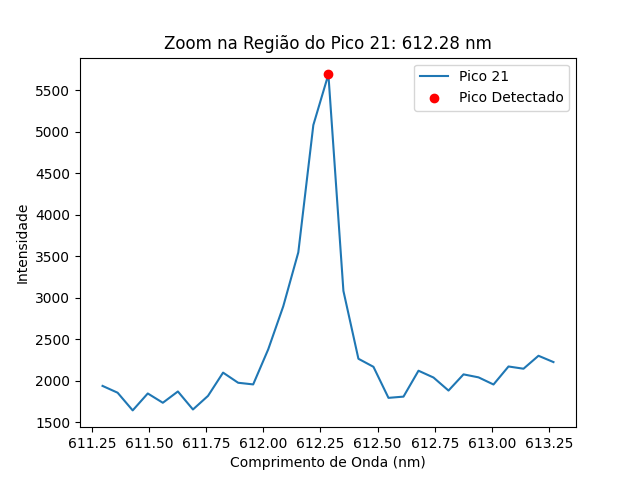 Zoom na Região do Pico 21: 612.28 nm
Pico 21
Pico Detectado
Intensidade
5500
5000
4500
4000
3500
3000
2500
2000
1500
611.25 611.50 611.75 612.00 612.25 612.50 612.75 613.00 613.25
Comprimento de Onda (nm)